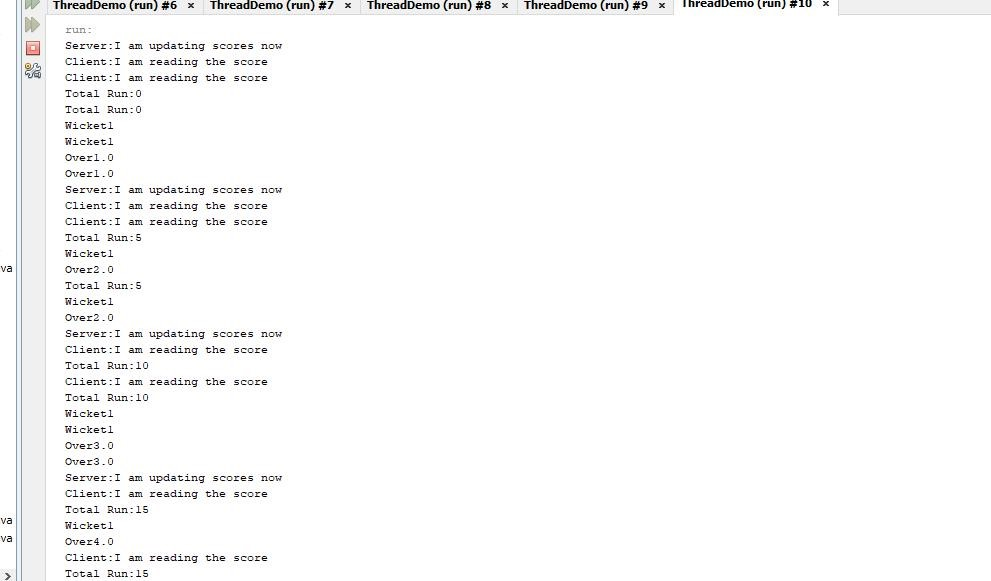 ThreadDemo (run) #6 × ThreadDemo (run) #7 × ThreadDemo (run) #8 × ThreadDemo (run) #9 × ThreadDemo (run) #10 ×
run:
Server:I am updating scores now
Client:I am reading the score
Client:I am reading the score
Total Run:0
Total Run:0
Wicket1
Wicket1
Over1.0
Over1.0
Server:I am updating scores now
Client:I am reading the score
Client:I am reading the score
Total Run:5
Wicket1
va
Over2.0
Total Run:5
Wicket1
Over2.0
Server:I am updating scores now
Client:I am reading the score
Total Run:10
Client:I am reading the score
Total Run:10
Wicket1
Wicket1
Over3.0
Over3.0
Server:I am updating scores now
Client:I am reading the score
Total Run:15
va
Wicket1
va
Over4.0
Client:I am reading the score
Total Run:15